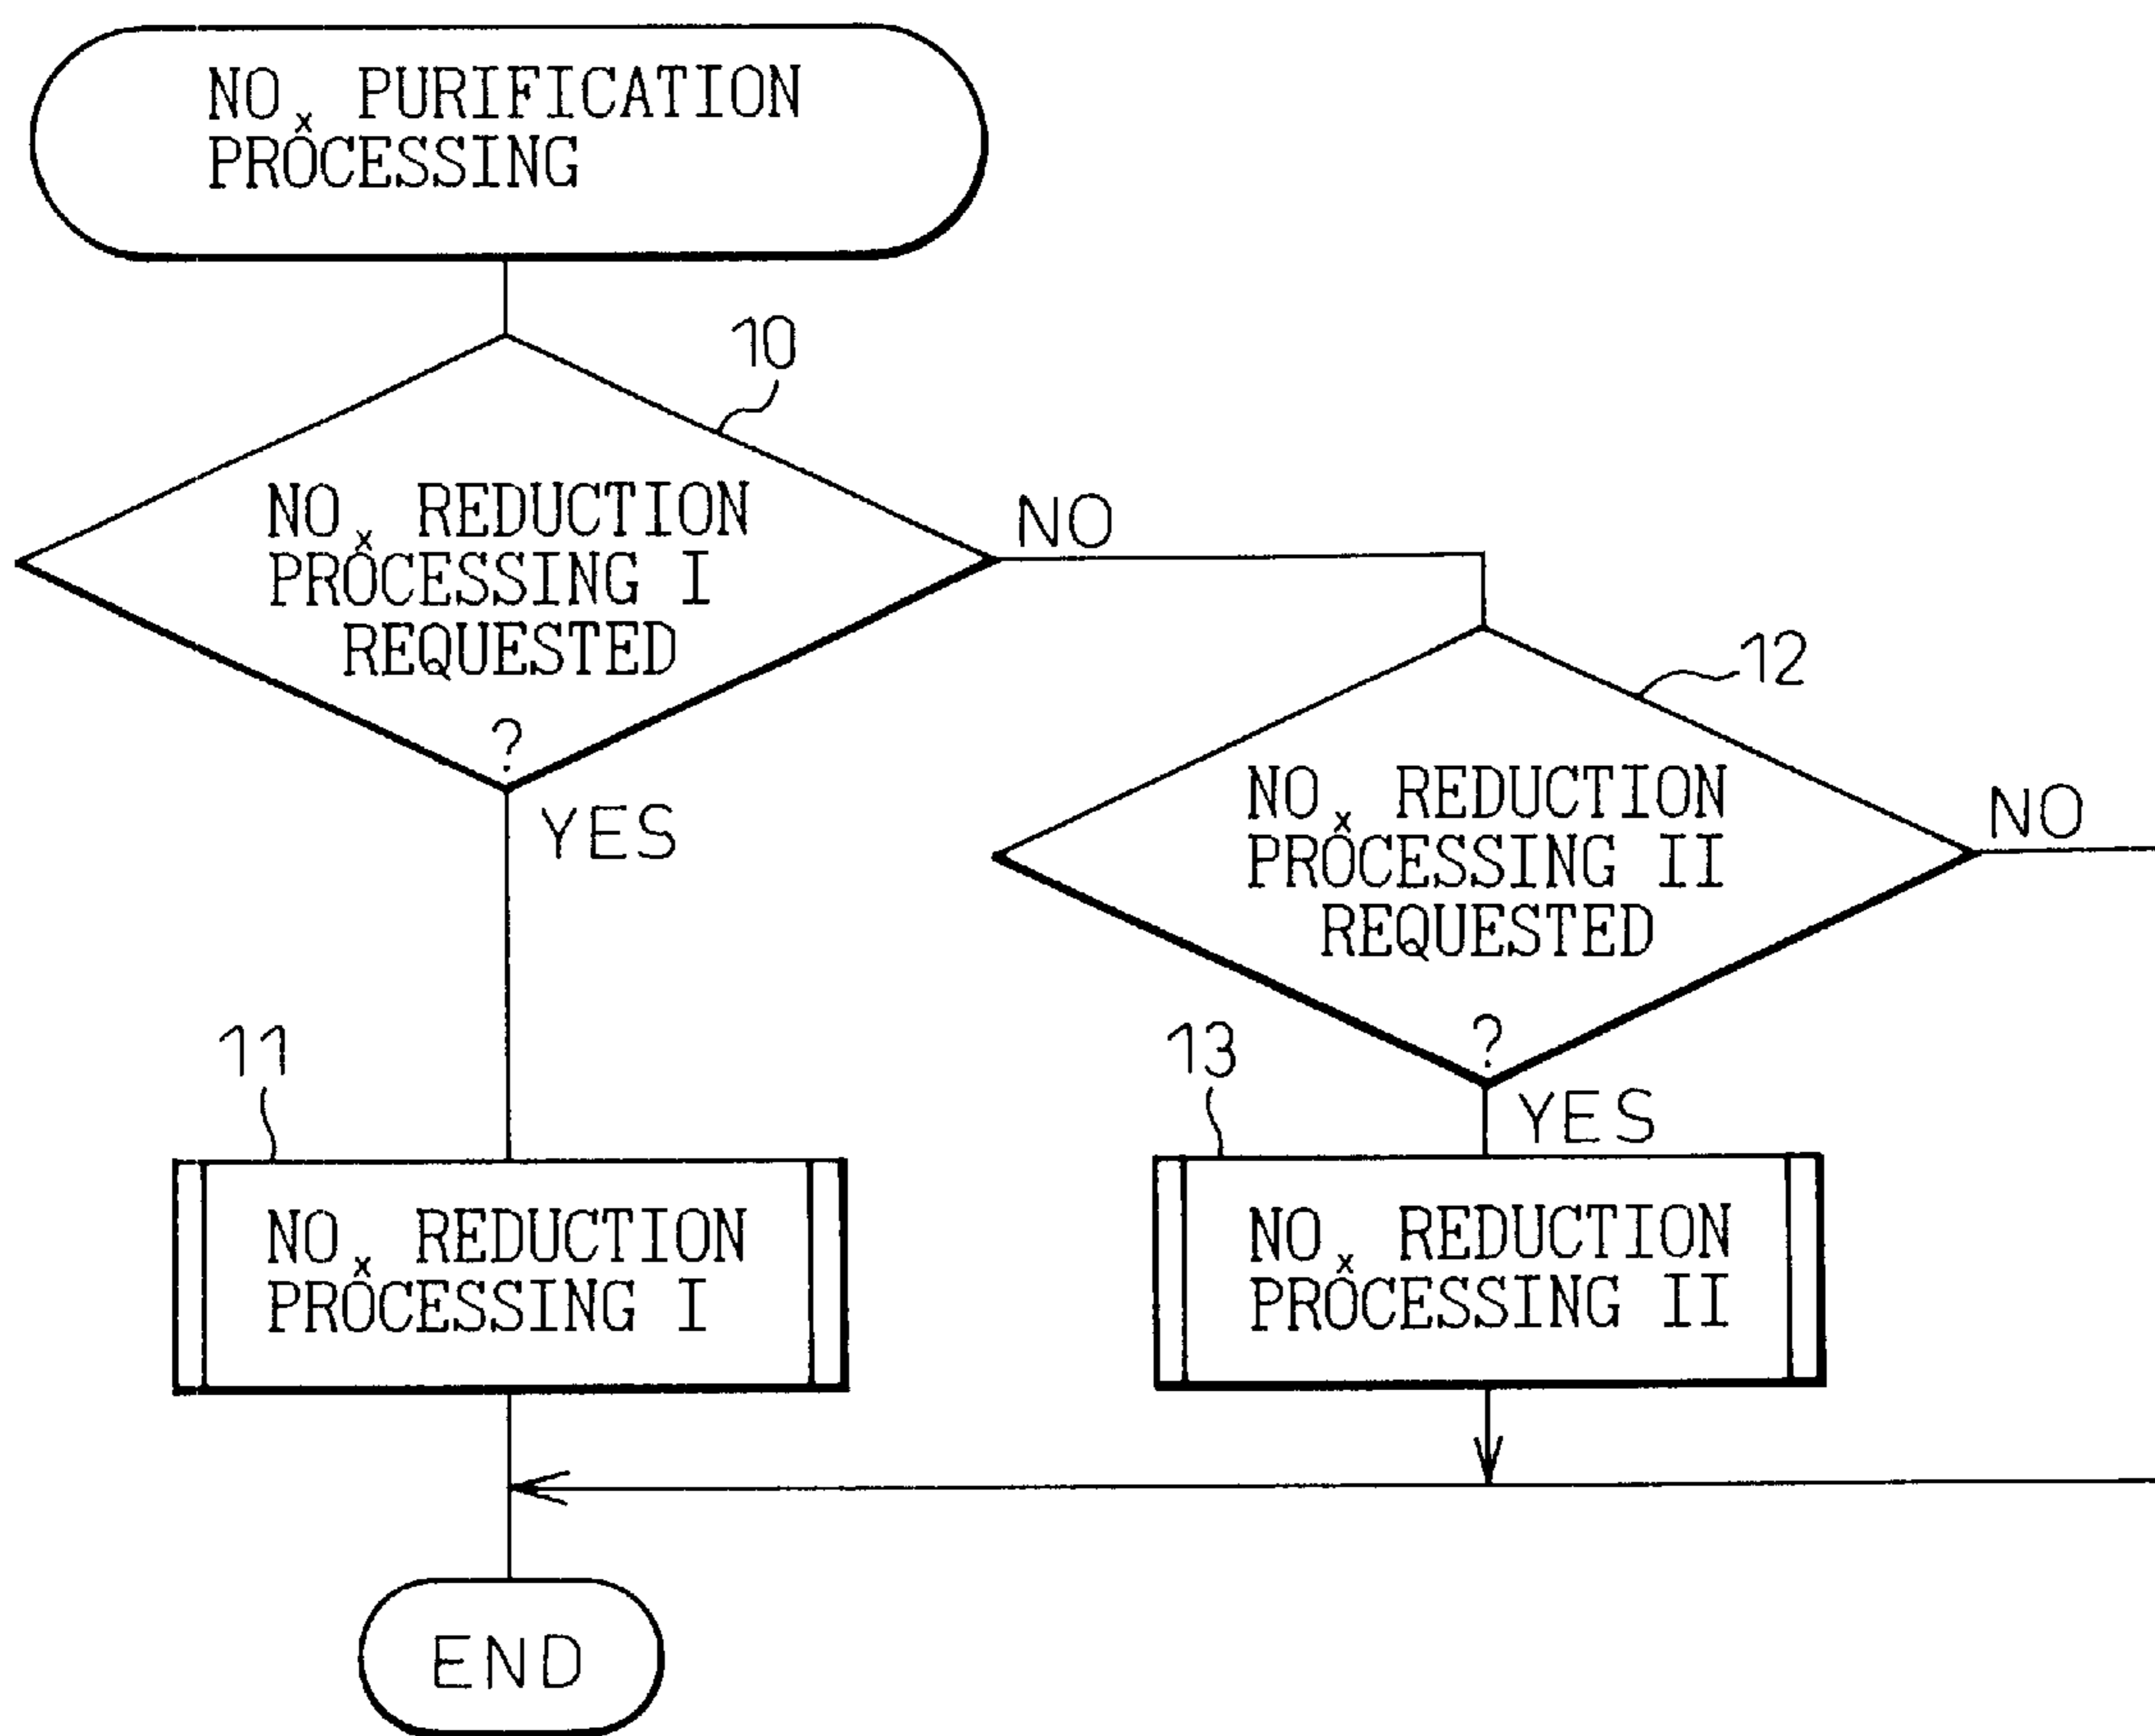 NOx PURIFICATION
PROCESSING
10
NOx REDUCTION
PROCESSING I
REQUESTED
?
NO
YES
12
NOx REDUCTION
PROCESSING II
REQUESTED
?
NO
YES
11
NOx REDUCTION
PROCESSING I
13
NOx REDUCTION
PROCESSING II
END